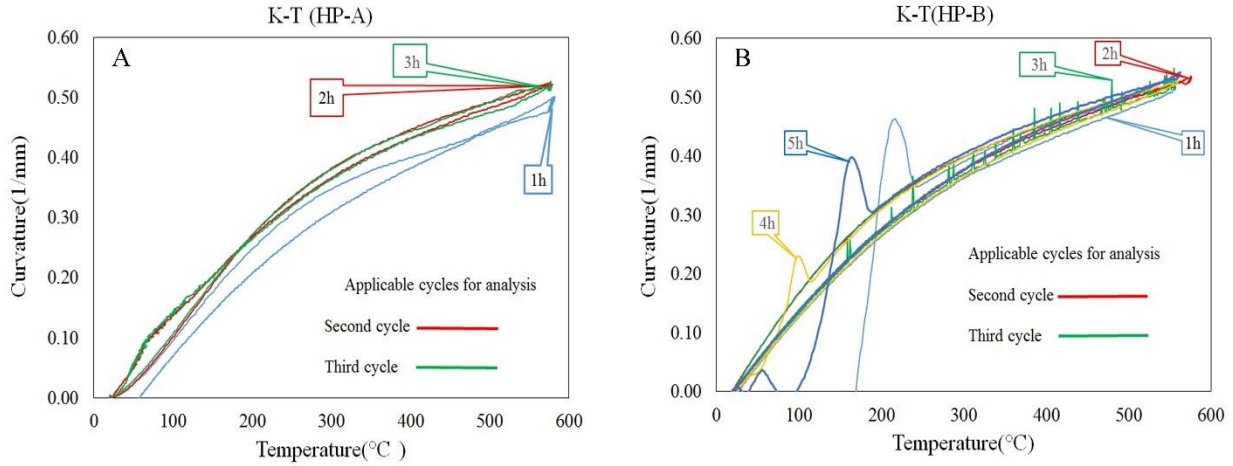 K-T (HP-A)
A
0.60
0.50
0.40
0.30
0.20
0.10
0.00
Curvature(1/mm)
3h
2h
1h
Applicable cycles for analysis
Second cycle
Third cycle
0 100 200 300 400 500 600
Temperature(°C )
K-T(HP-B)
B
0.60
0.50
0.40
0.30
0.20
0.10
0.00
Curvature(1/mm)
2h
3h
1h
5h
4h
Applicable cycles for analysis
Second cycle
Third cycle
0 100 200 300 400 500 600
Temperature(°C)